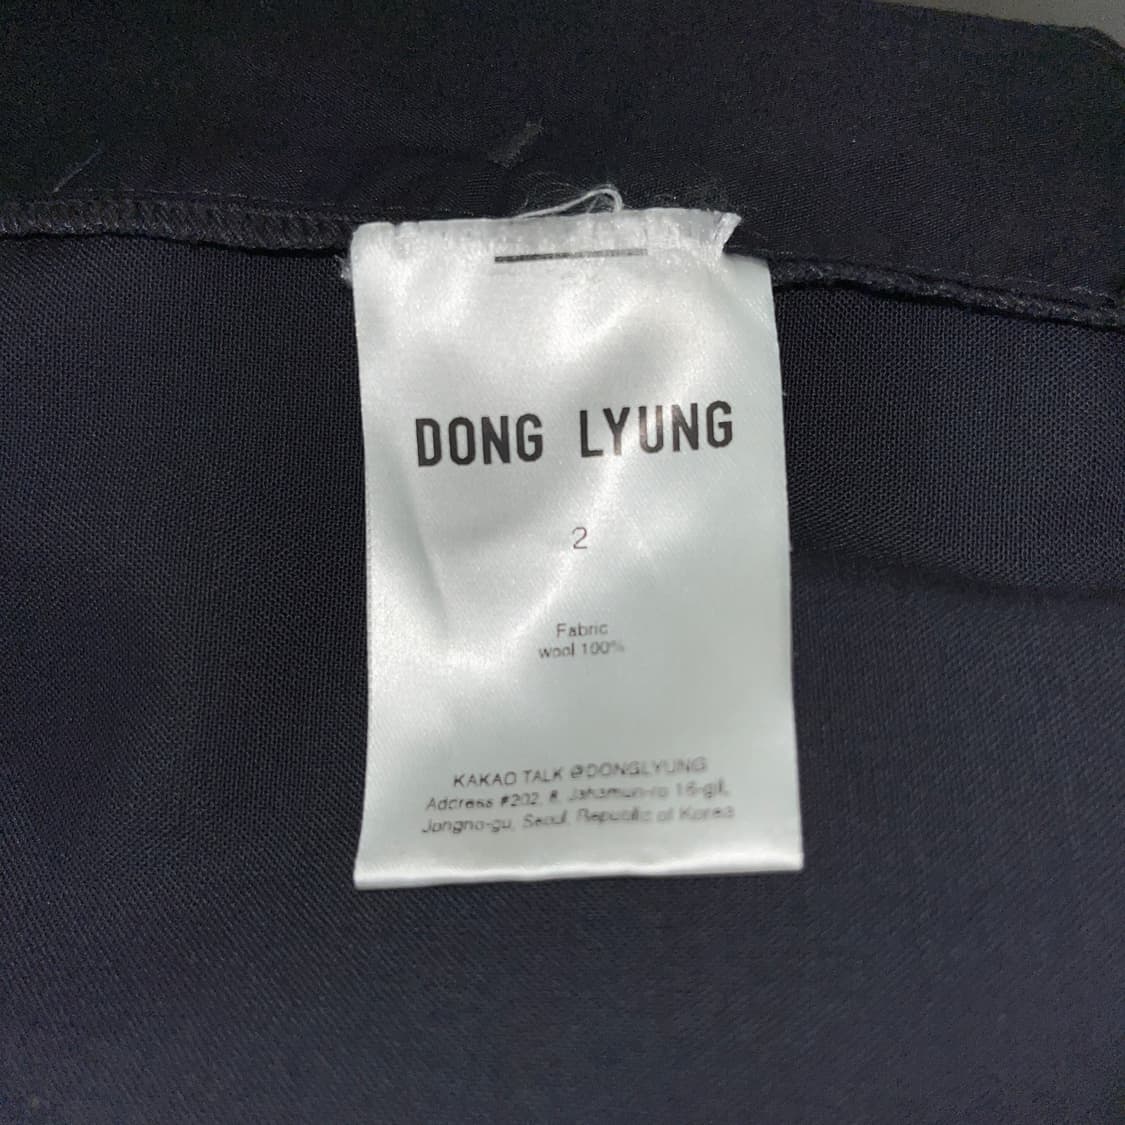 DONG LYUNG
2
Fabric
wool 100%
KAKAO TALK @DONGLYUNG
Address #202, 8, Jahamun-ro 16-gil,
Jongno-gu, Seoul, Republic of Korea